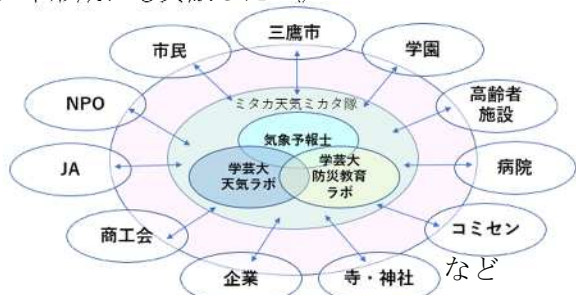 三鷹市
市民
学園
ミタカ天気ミカタ隊
NPO
高齢者
施設
気象予報士
JA
学芸大
天気ラボ
学芸大
防災教育
ラボ
病院
商工会
コミセン
企業
寺・神社
など